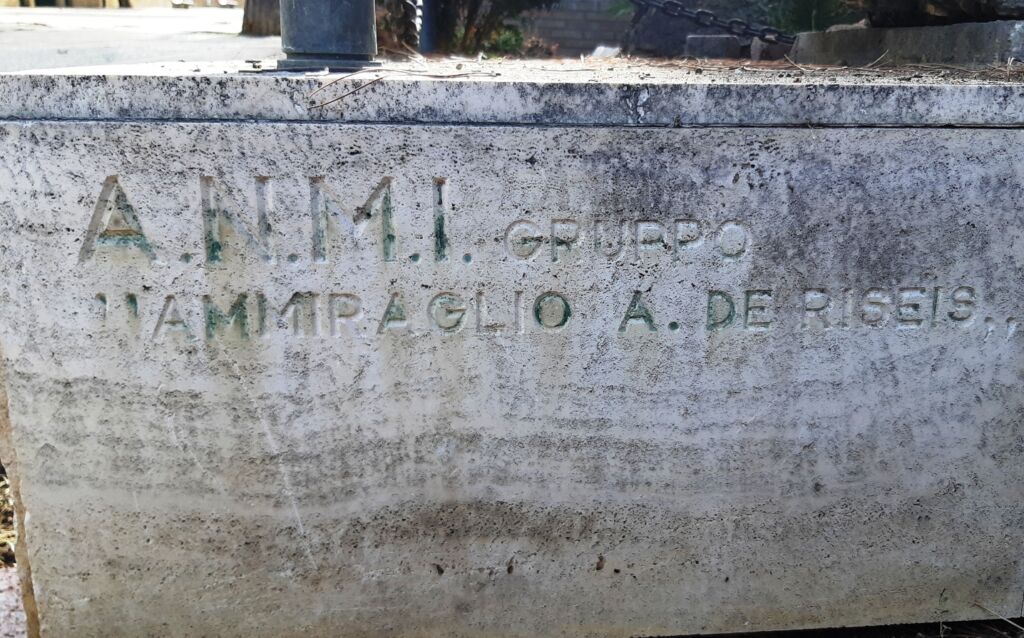 A.N.M.I. GRUPPO
"AMMIRAGLIO A. DE RISEIS,,